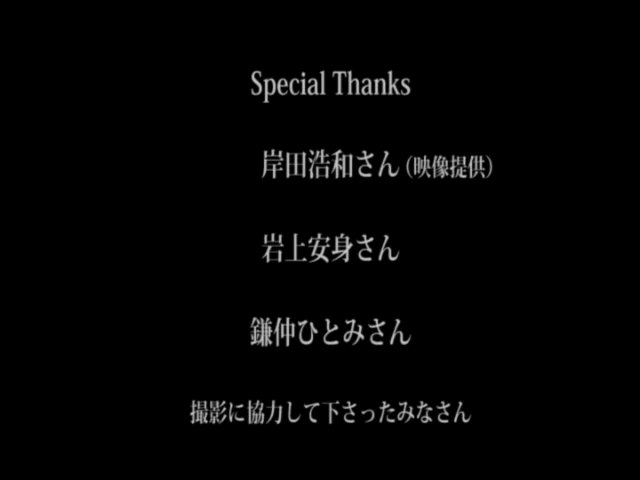 Special Thanks
岸田浩和さん（映像提供）
岩上安身さん
鎌仲ひとみさん
撮影に協力して下さったみなさん